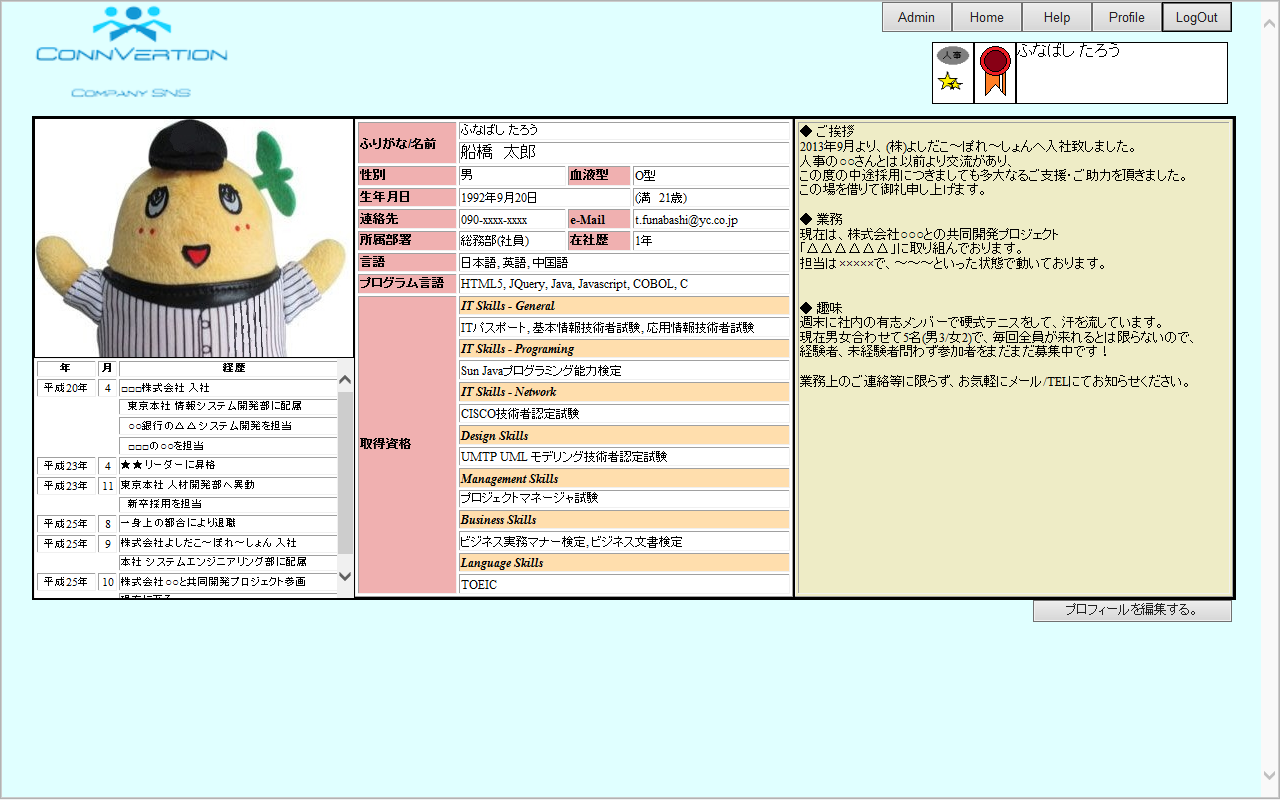 CONNVERTION
COMPANY SNS
Admin Home Help Profile LogOut
人事
ふなばし たろう
年 月 経歴
平成20年 4 □□□株式会社 入社
東京本社 情報システム開発部に配属
○○銀行の△△システム開発を担当
□□□の○○を担当
平成23年 4 ★★リーダーに昇格
平成23年 11 東京本社 人材開発部へ異動
新卒採用を担当
平成25年 8 一身上の都合により退職
平成25年 9 株式会社よしだこ～ぽれ～しょん 入社
本社 システムエンジニアリング部に配属
平成25年 10 株式会社○○と共同開発プロジェクト参画
ふりがな/名前 ふなばし たろう
船橋 太郎
性別 男 血液型 O型
生年月日 1992年9月20日 (満 21歳)
連絡先 090-xxxx-xxxx e-Mail t.funabashi@yc.co.jp
所属部署 総務部(社員) 在社歴 1年
言語 日本語, 英語, 中国語
プログラム言語 HTML5, JQuery, Java, Javascript, COBOL, C
取得資格
IT Skills - General
ITパスポート, 基本情報技術者試験, 応用情報技術者試験
IT Skills - Programing
Sun Javaプログラミング能力検定
IT Skills - Network
CISCO技術者認定試験
Design Skills
UMTP UML モデリング技術者認定試験
Management Skills
プロジェクトマネージャ試験
Business Skills
ビジネス実務マナー検定, ビジネス文書検定
Language Skills
TOEIC
◆ ご挨拶
2013年9月より、(株)よしだこ～ぽれ～しょんへ入社致しました。
人事の○○さんとは以前より交流があり、
この度の中途採用につきましても多大なるご支援・ご助力を頂きました。
この場を借りて御礼申し上げます。
◆ 業務
現在は、株式会社○○○との共同開発プロジェクト
「△△△△△△」に取り組んでおります。
担当は×××××で、～～～といった状態で動いております。
◆ 趣味
週末に社内の有志メンバーで硬式テニスをして、汗を流しています。
現在男女合わせて5名(男3/女2)で、毎回全員が来れるとは限らないので、
経験者、未経験者問わず参加者をまだまだ募集中です！
業務上のご連絡等に限らず、お気軽にメール/TELにてお知らせください。
プロフィールを編集する。